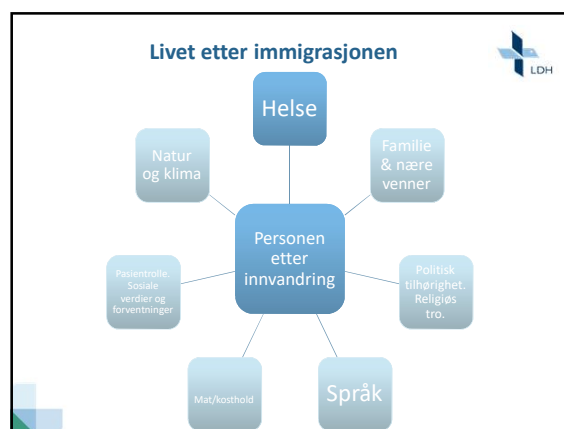 Livet etter immigrasjonen
LDH
Helse
Familie
& nære
venner
Politisk
tilhørighet.
Religiøs
tro.
Språk
Mat/kosthold
Pasientrolle.
Sosiale
verdier og
forventninger
Natur
og klima
Personen
etter
innvandring